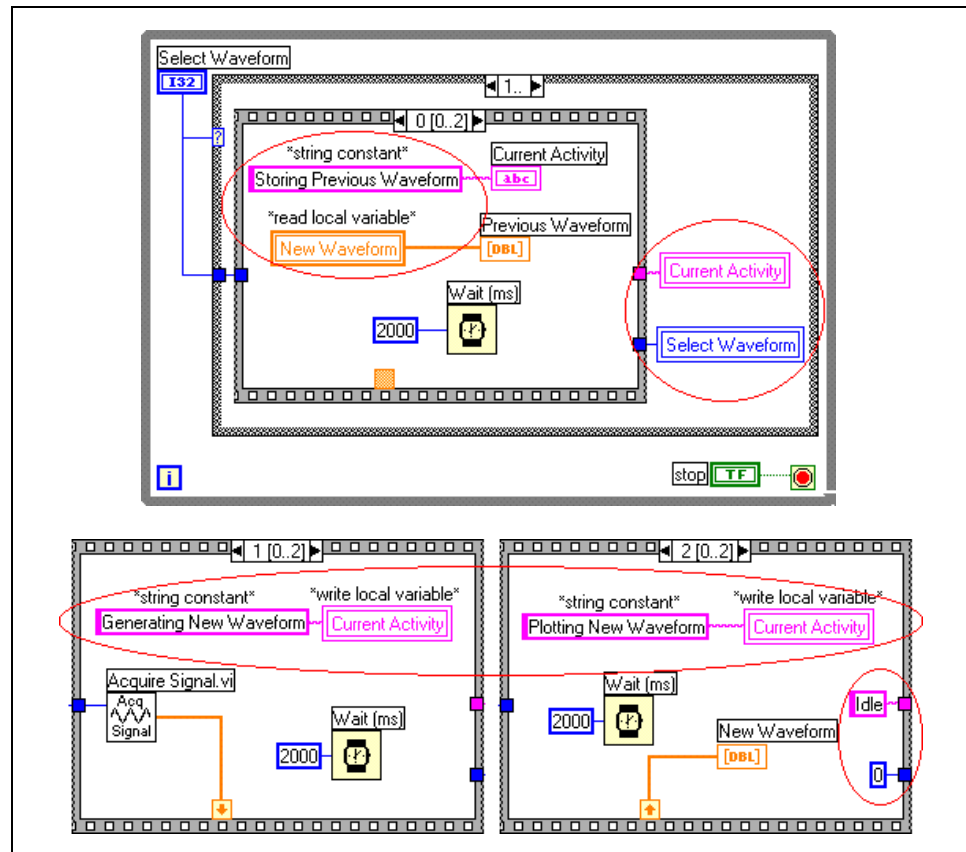 Select Waveform
I32
1..
?
0 [0..2]
*string constant*
Current Activity
Storing Previous Waveform
abc
*read local variable*
Previous Waveform
New Waveform
[DBL]
Current Activity
Wait (ms)
2000
Select Waveform
i
stop
TF
1 [0..2]
*string constant*
*write local variable*
Generating New Waveform
Current Activity
Acquire Signal.vi
Acq
Signal
Wait (ms)
2000
2 [0..2]
*string constant*
*write local variable*
Plotting New Waveform
Current Activity
Wait (ms)
2000
Idle
New Waveform
[DBL]
0